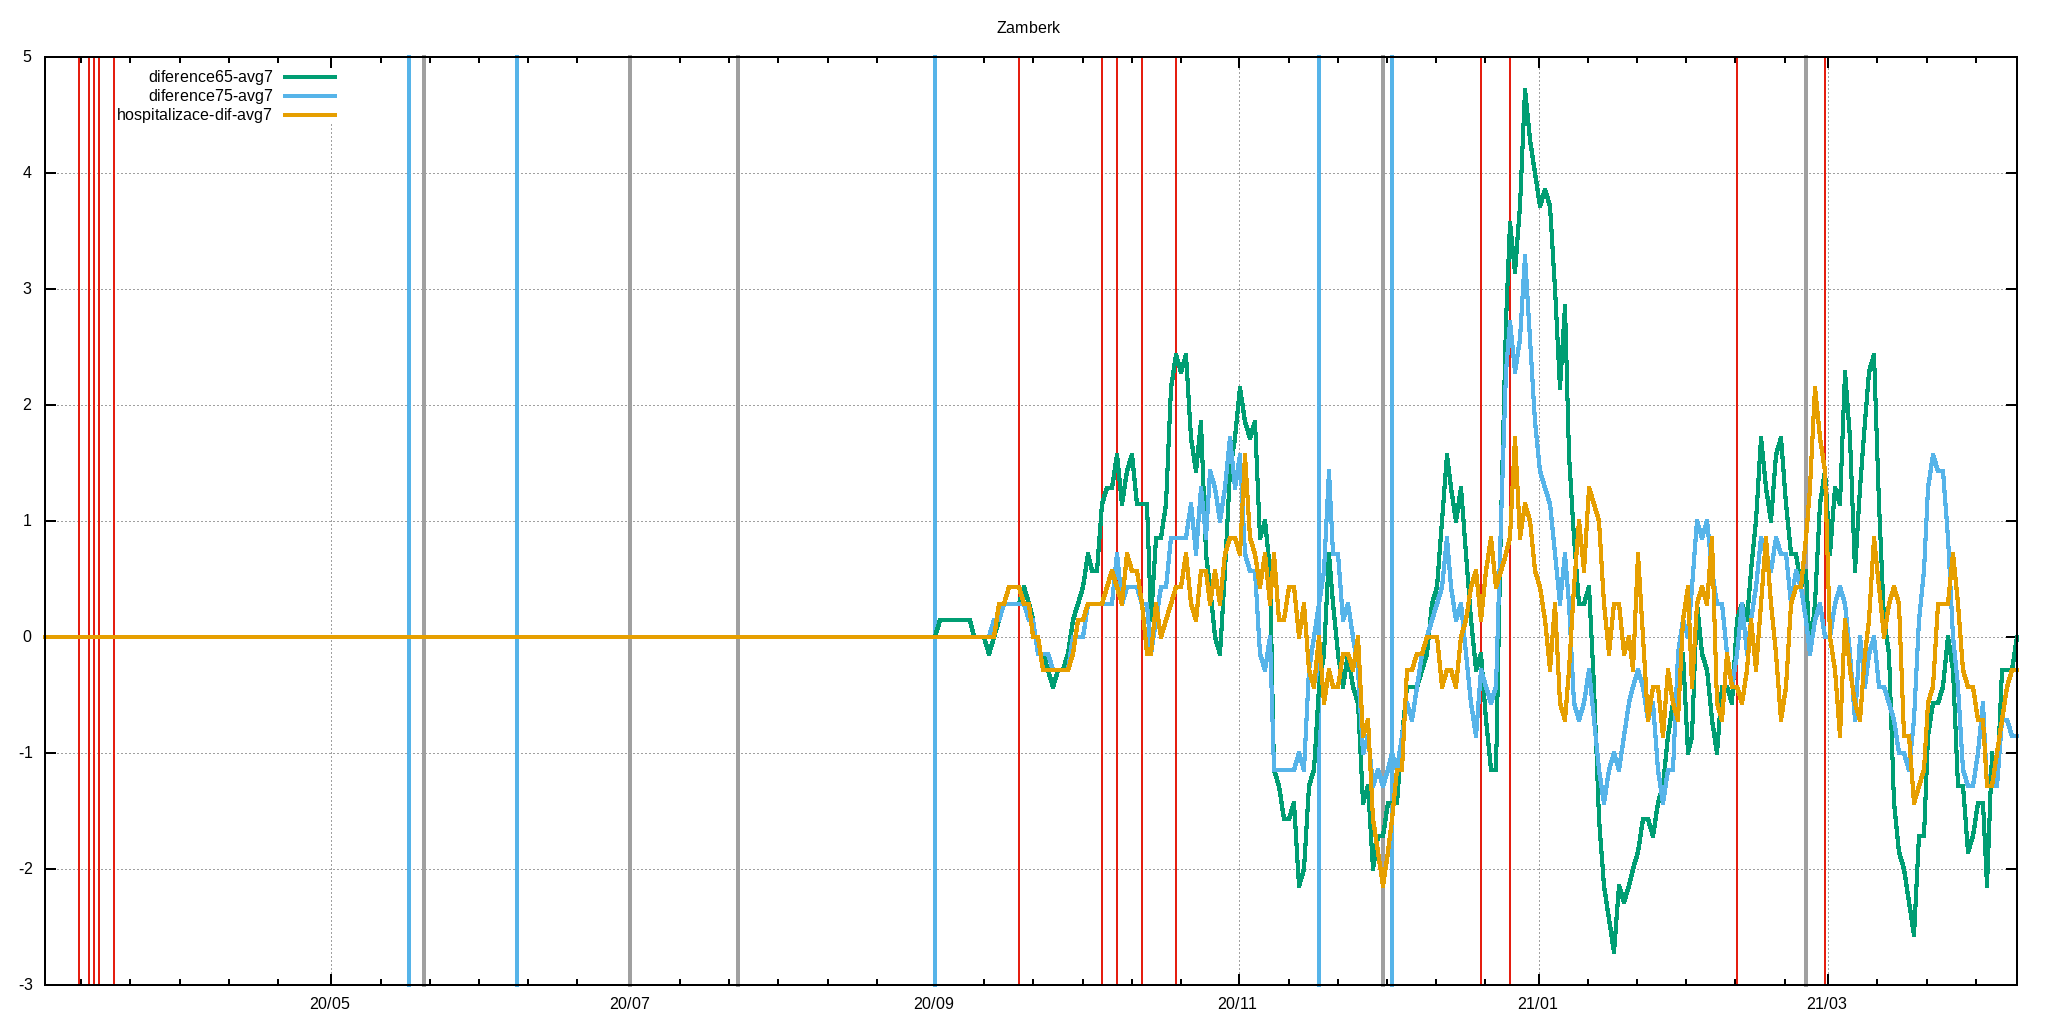 Zamberk
diference65-avg7
diference75-avg7
hospitalizace-dif-avg7
5
4
3
2
1
0
-1
-2
-3
20/05 20/07 20/09 20/11 21/01 21/03